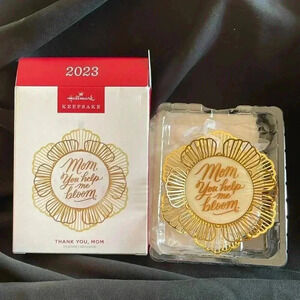 2023
Hallmark
KEEPSAKE
Mom,
You help
me
bloom
THANK YOU, MOM
Mom,
You help
me
bloom